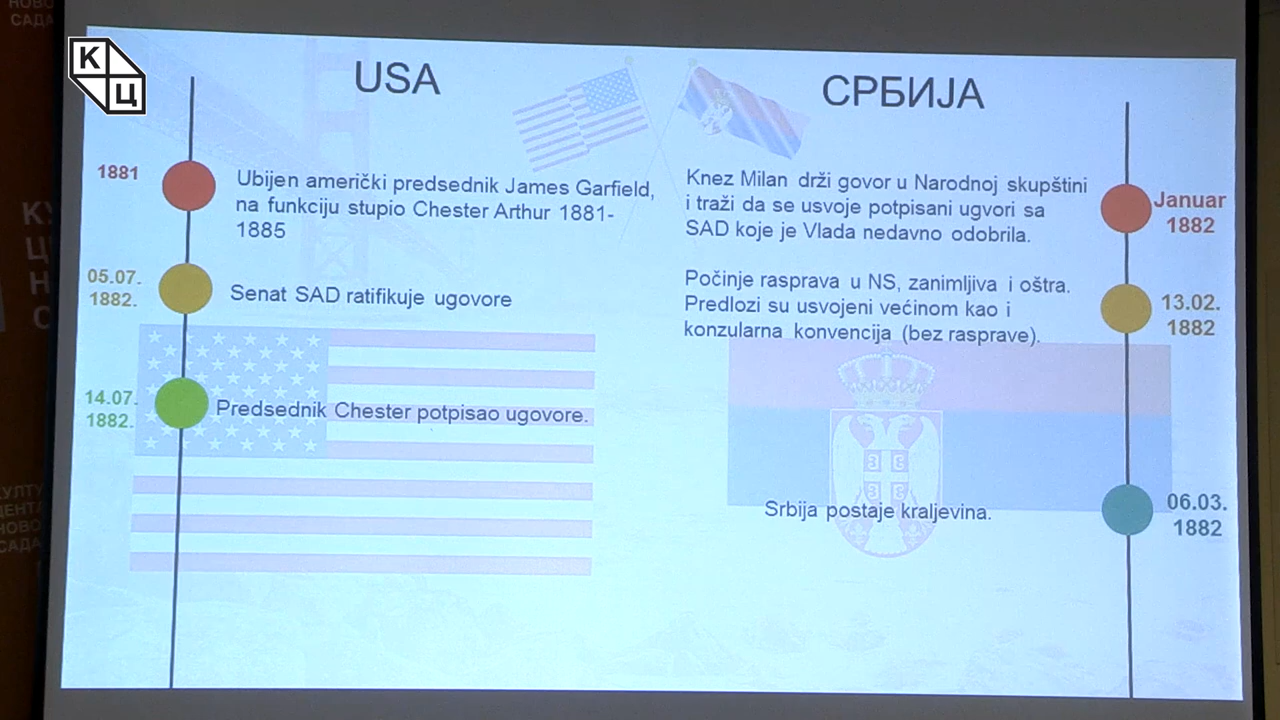 НОВО
САДА
К
Ц
USA
СРБИЈА
1881
Ubijen američki predsednik James Garfield,
na funkciju stupio Chester Arthur 1881-
1885
05.07.
1882.
Senat SAD ratifikuje ugovore
14.07.
1882.
Predsednik Chester potpisao ugovore.
Knez Milan drži govor u Narodnoj skupštini
i traži da se usvoje potpisani ugvori sa
SAD koje je Vlada nedavno odobrila.
Januar
1882
Počinje rasprava u NS, zanimljiva i oštra.
Predlozi su usvojeni većinom kao i
konzularna konvencija (bez rasprave).
13.02.
1882
Srbija postaje kraljevina.
06.03.
1882